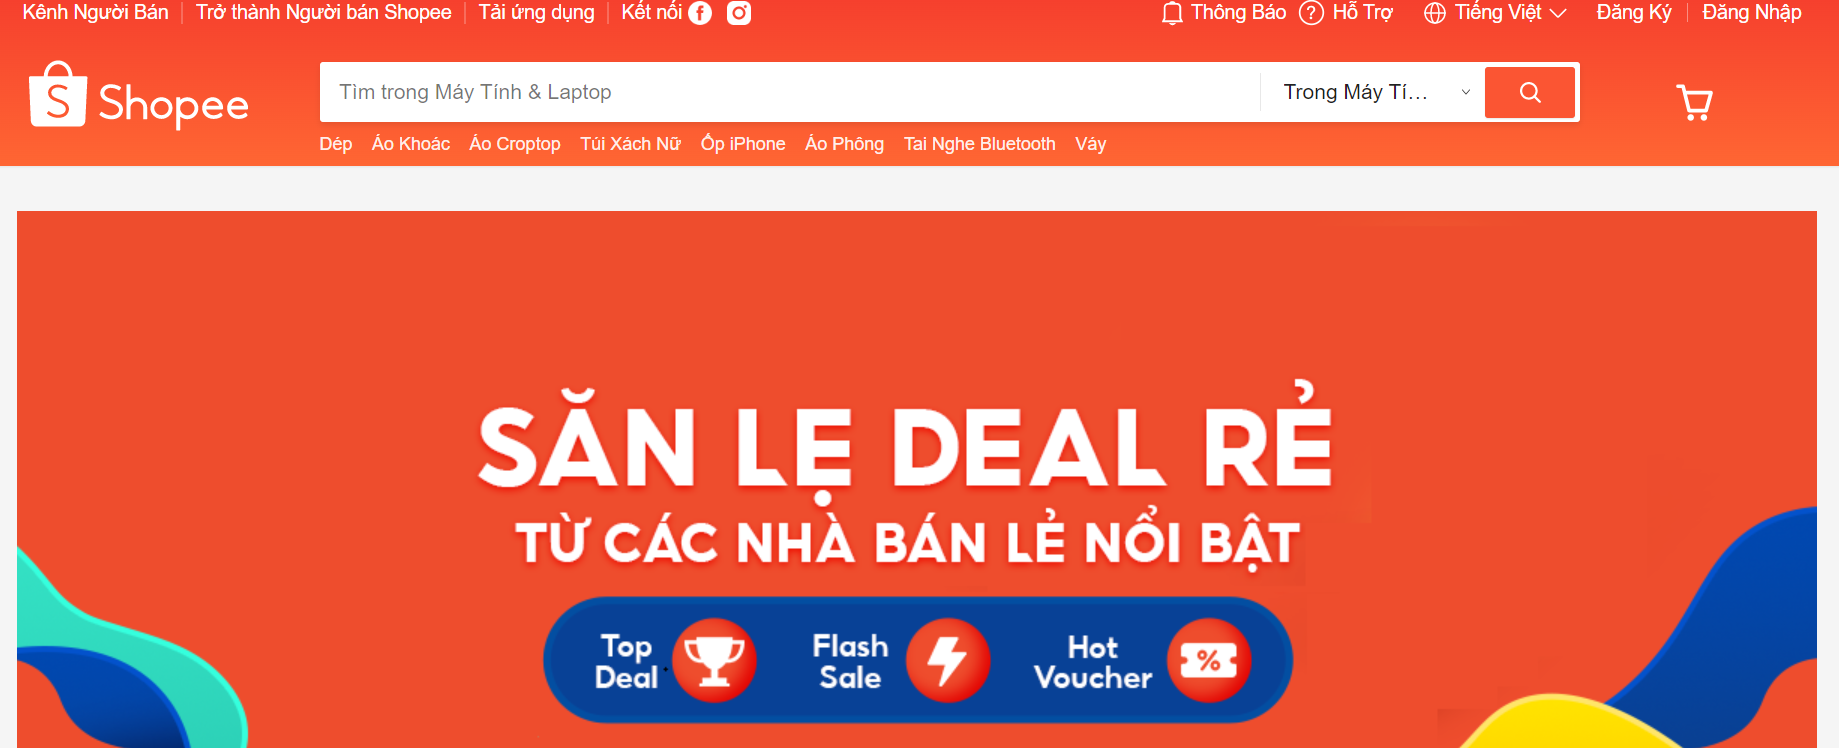 Kênh Người Bán Trở thành Người bán Shopee Tải ứng dụng Kết nối Thông Báo Hỗ Trợ Tiếng Việt Đăng Ký Đăng Nhập
Shopee
Tìm trong Máy Tính & Laptop Trong Máy Tí...
Dép Áo Khoác Áo Croptop Túi Xách Nữ Ốp iPhone Áo Phông Tai Nghe Bluetooth Váy
SĂN LẸ DEAL RẺ
TỪ CÁC NHÀ BÁN LẺ NỔI BẬT
Top Deal
Flash Sale
Hot Voucher